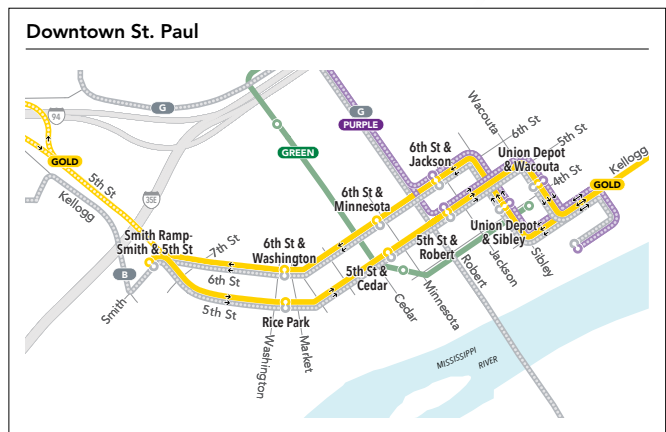 Downtown St. Paul
G
94
GOLD
5th St
Kellogg
35E
B
Smith
Smith Ramp-
Smith & 5th St
7th St
6th St
5th St
GREEN
G
PURPLE
6th St &
Jackson
Wacouta
6th St
5th St
Union Depot
& Wacouta
4th St
Kellogg
GOLD
6th St &
Minnesota
6th St &
Washington
Rice Park
5th St &
Cedar
5th St &
Robert
Union Depot
& Sibley
Washington
Market
Cedar
Minnesota
Robert
Jackson
Sibley
MISSISSIPPI
RIVER